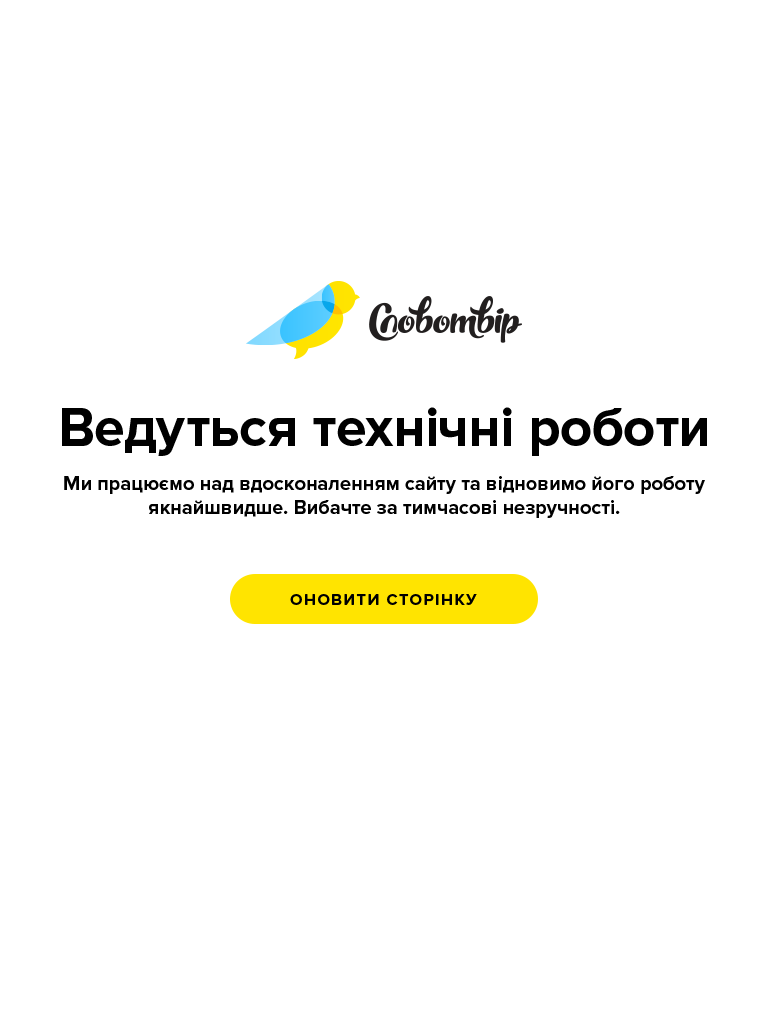 Словотвір
Ведуться технічні роботи
Ми працюємо над вдосконаленням сайту та відновимо його роботу
якнайшвидше. Вибачте за тимчасові незручності.
ОНОВИТИ СТОРІНКУ